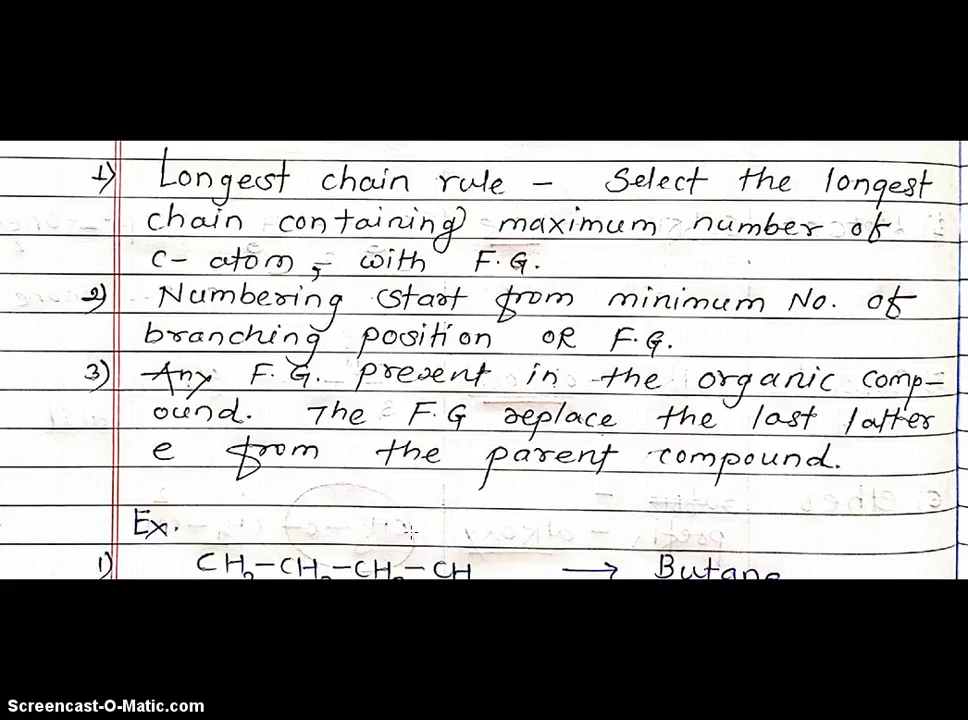 1) Longest chain rule - Select the longest
chain containing maximum number of
C- atom, with F.G.
2) Numbering start from minimum No. of
branching position OR F.G.
3) Any F.G. present in the organic comp-
ound. The F.G replace the last latter
e from the parent compound.
Ex.
1) CH₃-CH₂-CH₂-CH → Butane
Screencast-O-Matic.com